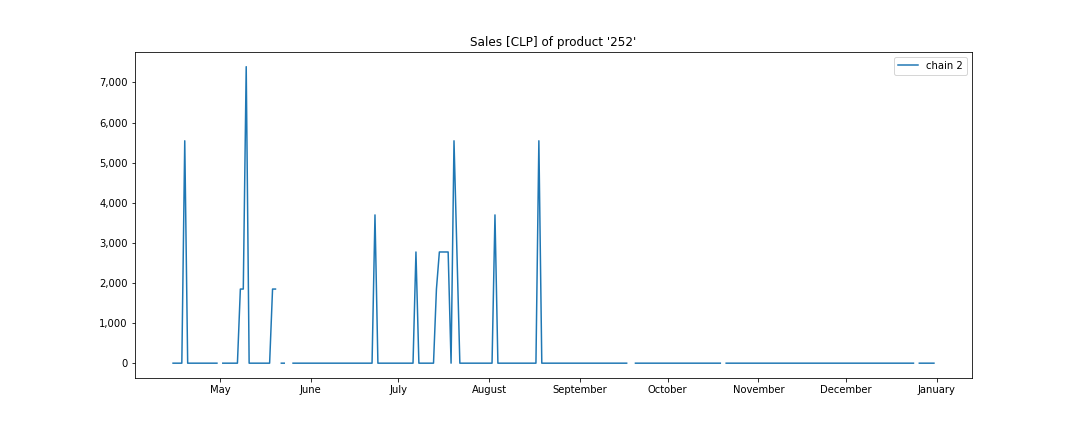 Sales [CLP] of product '252'
chain 2
7,000
6,000
5,000
4,000
3,000
2,000
1,000
0
May June July August September October November December January